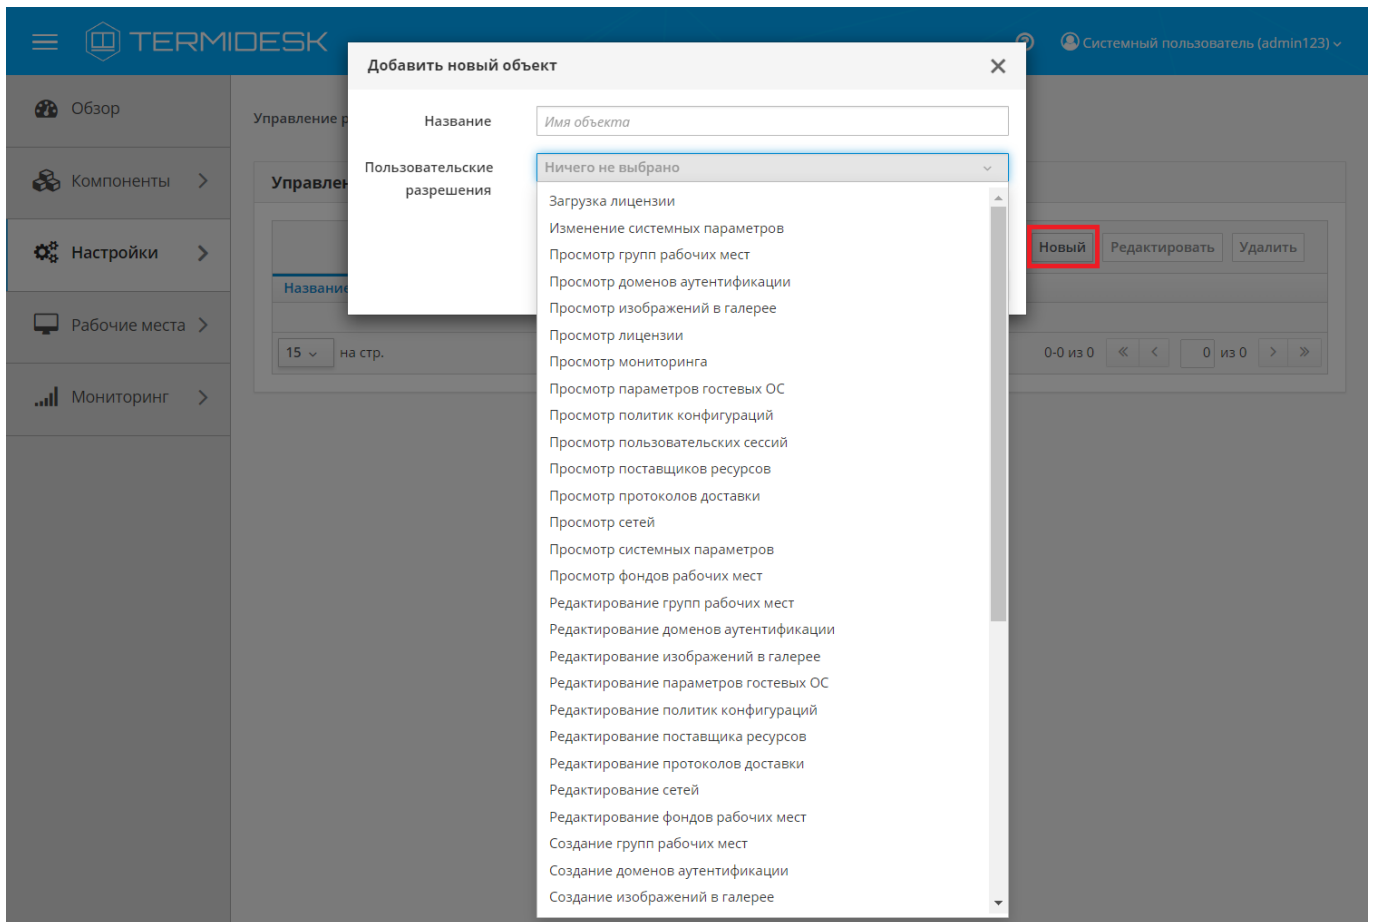 TERMIDESK
Системный пользователь (admin123)
Добавить новый объект
Обзор
Управление р
Название
Имя объекта
Пользовательские
разрешения
Ничего не выбрано
Компоненты
Управлен
Загрузка лицензии
Изменение системных параметров
Просмотр групп рабочих мест
Просмотр доменов аутентификации
Просмотр изображений в галерее
Просмотр лицензии
Просмотр мониторинга
Просмотр параметров гостевых ОС
Просмотр политик конфигураций
Просмотр пользовательских сессий
Просмотр поставщиков ресурсов
Просмотр протоколов доставки
Просмотр сетей
Просмотр системных параметров
Просмотр фондов рабочих мест
Редактирование групп рабочих мест
Редактирование доменов аутентификации
Редактирование изображений в галерее
Редактирование параметров гостевых ОС
Редактирование политик конфигураций
Редактирование поставщика ресурсов
Редактирование протоколов доставки
Редактирование сетей
Редактирование фондов рабочих мест
Создание групп рабочих мест
Создание доменов аутентификации
Создание изображений в галерее
Настройки
Новый Редактировать Удалить
Название
Рабочие места
15 на стр.
0-0 из 0 0 из 0
Мониторинг